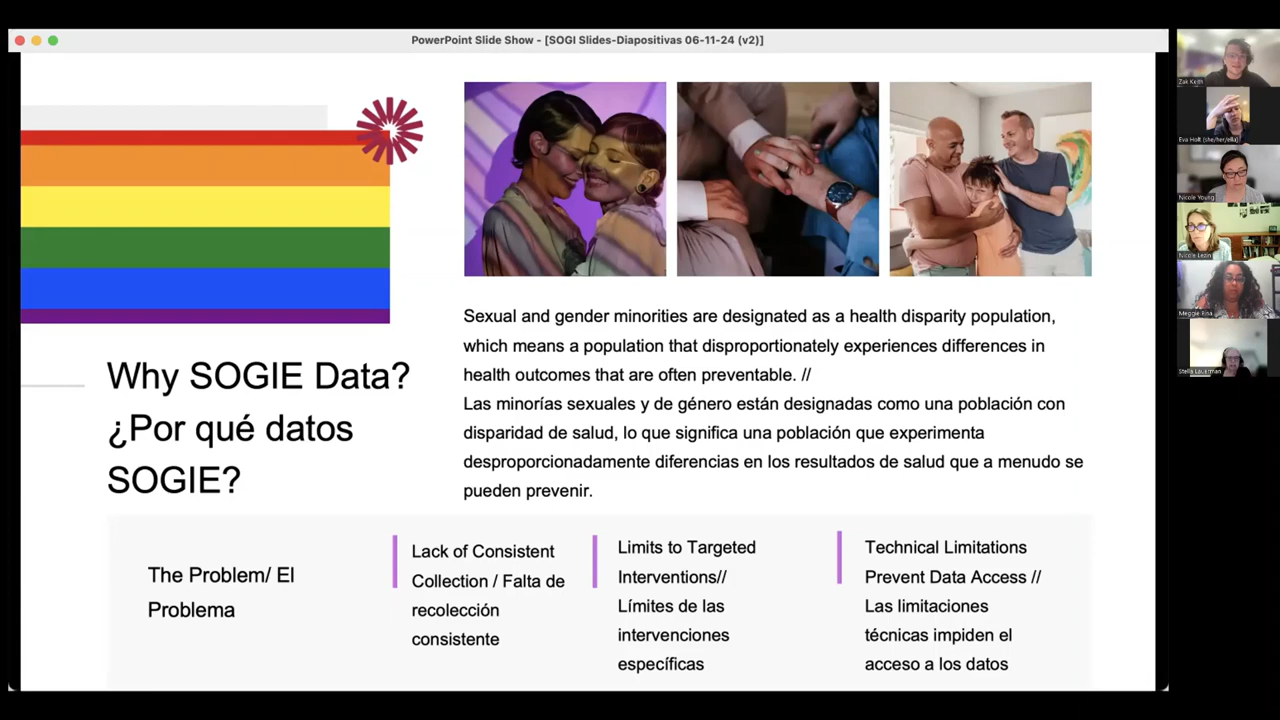 PowerPoint Slide Show - [SOGI Slides-Diapositivas 06-11-24 (v2)]
Why SOGIE Data?
¿Por qué datos
SOGIE?
Sexual and gender minorities are designated as a health disparity population,
which means a population that disproportionately experiences differences in
health outcomes that are often preventable. //
Las minorías sexuales y de género están designadas como una población con
disparidad de salud, lo que significa una población que experimenta
desproporcionadamente diferencias en los resultados de salud que a menudo se
pueden prevenir.
The Problem/ El
Problema
Lack of Consistent
Collection / Falta de
recolección
consistente
Limits to Targeted
Interventions//
Límites de las
intervenciones
específicas
Technical Limitations
Prevent Data Access //
Las limitaciones
técnicas impiden el
acceso a los datos
Zak Keith
Eva Holt (she/her/ella)
Nicole Young
Nicole Lezin
Meggie Pina
Stella Lauerman